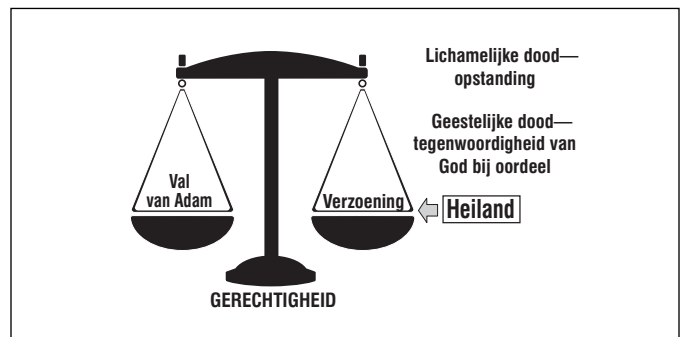 Lichamelijke dood—
opstanding
Geestelijke dood—
tegenwoordigheid van
God bij oordeel
Val
van Adam
Verzoening
Heiland
GERECHTIGHEID